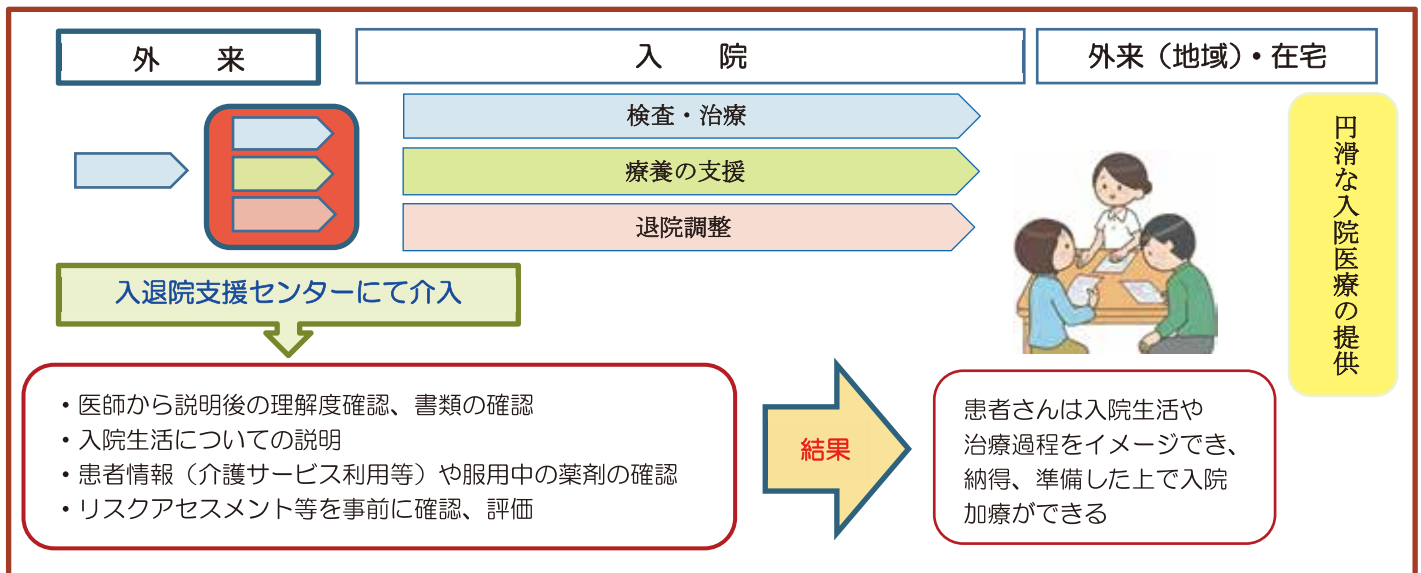 外　来
入　院
外来（地域）・在宅
検査・治療
療養の支援
退院調整
円滑な入院医療の提供
入退院支援センターにて介入
・医師から説明後の理解度確認、書類の確認
・入院生活についての説明
・患者情報（介護サービス利用等）や服用中の薬剤の確認
・リスクアセスメント等を事前に確認、評価
結果
患者さんは入院生活や
治療過程をイメージでき、
納得、準備した上で入院
加療ができる